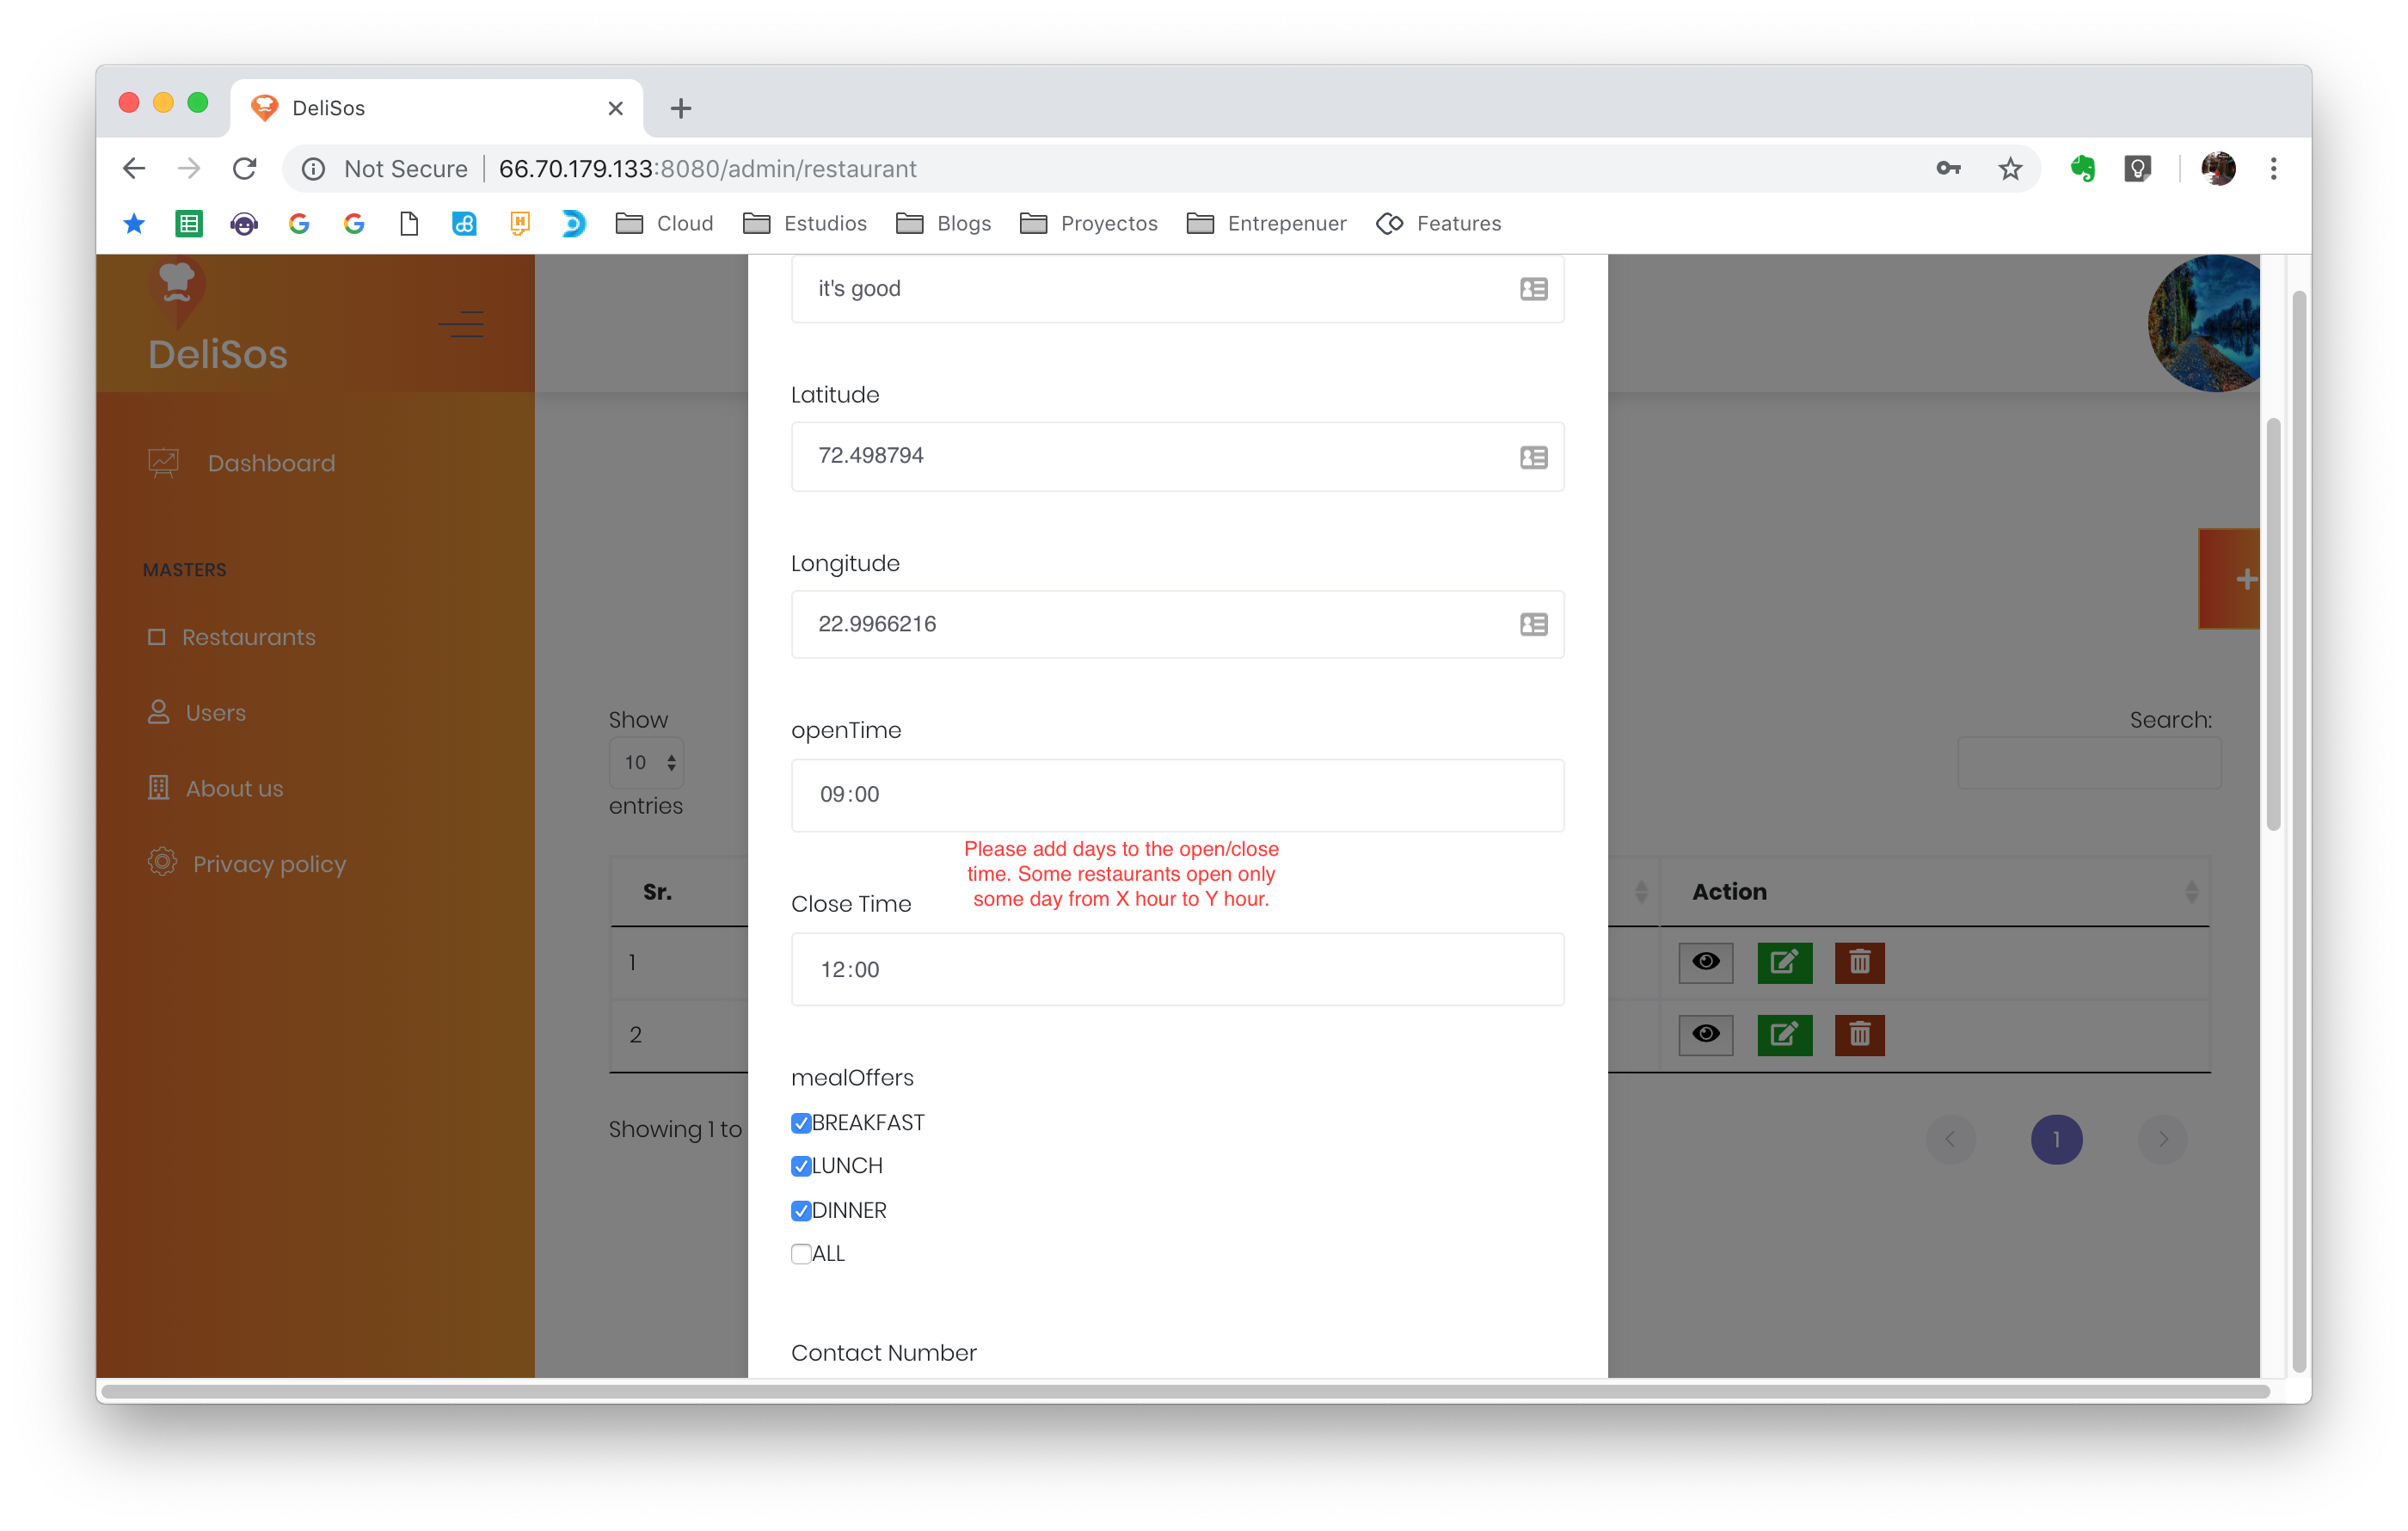 DeliSos
Not Secure 66.70.179.133:8080/admin/restaurant
Cloud Estudios Blogs Proyectos Entrepenuer Features
DeliSos
Dashboard
MASTERS
Restaurants
Users
About us
Privacy policy
it's good
Latitude
72.498794
Longitude
22.9966216
openTime
09:00
Please add days to the open/close
time. Some restaurants open only
some day from X hour to Y hour.
Close Time
12:00
mealOffers
BREAKFAST
LUNCH
DINNER
ALL
Contact Number
Show
10
entries
Search:
Sr. Action
1
2
Showing 1 to
1